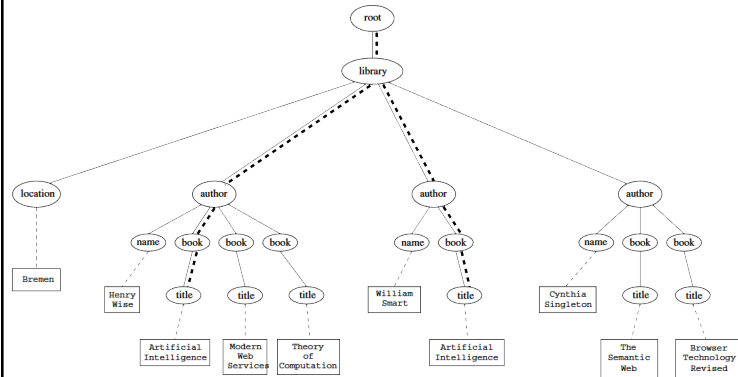 root
library
location
author
author
author
name
book
book
book
name
book
name
book
book
Bremen
Henry
Wise
title
title
title
William
Smart
title
Cynthia
Singleton
title
title
Artificial
Intelligence
Modern
Web
Services
Theory
of
Computation
Artificial
Intelligence
The
Semantic
Web
Browser
Technology
Revised